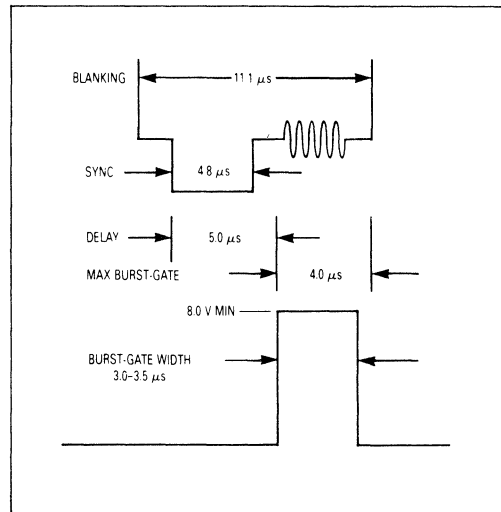 BLANKING
11.1 μs
SYNC
4.8 μs
DELAY
5.0 μs
MAX BURST-GATE
4.0 μs
8.0 V MIN
BURST-GATE WIDTH
3.0-3.5 μs